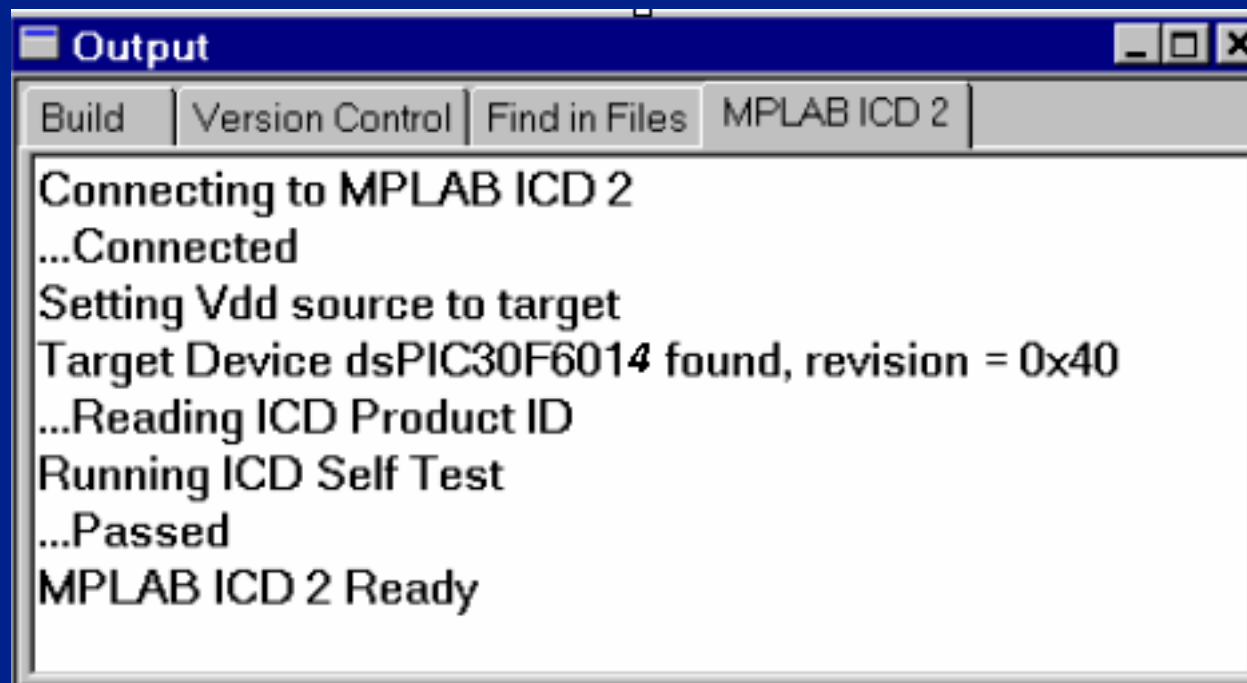 Output
Build Version Control Find in Files MPLAB ICD 2
Connecting to MPLAB ICD 2
...Connected
Setting Vdd source to target
Target Device dsPIC30F6014 found, revision = 0x40
...Reading ICD Product ID
Running ICD Self Test
...Passed
MPLAB ICD 2 Ready